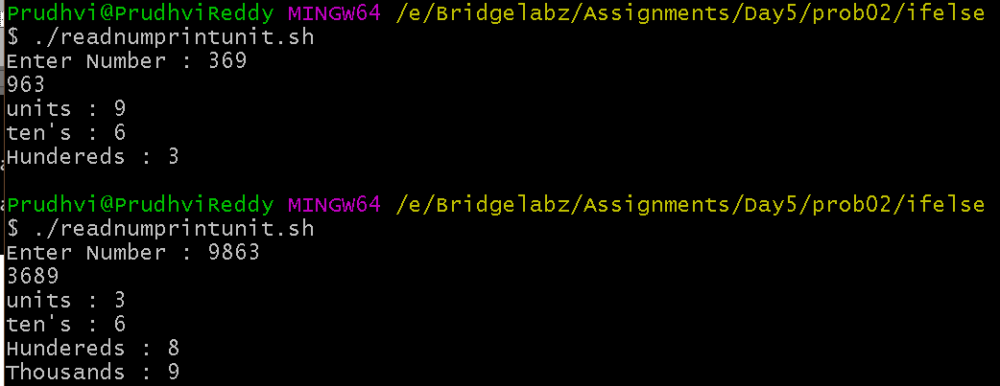 Prudhvi@PrudhviReddy MINGW64 /e/Bridgelabz/Assignments/Day5/prob02/ifelse
$ ./readnumprintunit.sh
Enter Number : 369
963
units : 9
ten's : 6
Hundereds : 3
Prudhvi@PrudhviReddy MINGW64 /e/Bridgelabz/Assignments/Day5/prob02/ifelse
$ ./readnumprintunit.sh
Enter Number : 9863
3689
units : 3
ten's : 6
Hundereds : 8
Thousands : 9